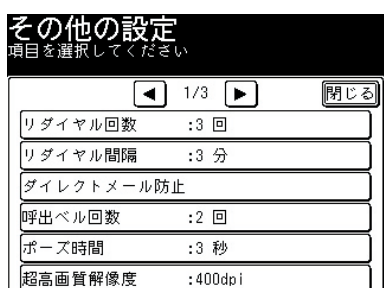 その他の設定
項目を選択してください
◀ 1/3 ▶ 閉じる
リダイヤル回数 :3 回
リダイヤル間隔 :3 分
ダイレクトメール防止
呼出ベル回数 :2 回
ポーズ時間 :3 秒
超高画質解像度 :400dpi